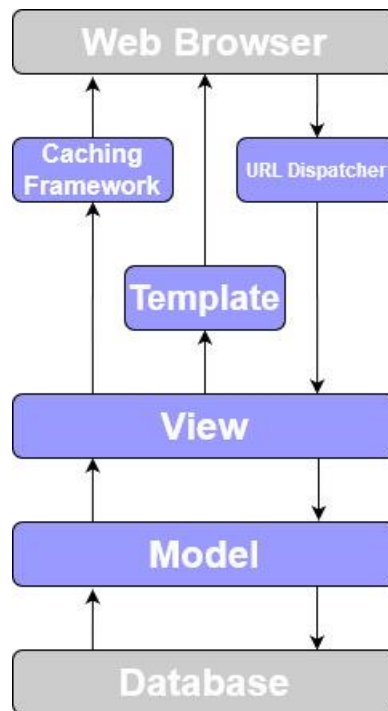 Web Browser
Caching
Framework
URL Dispatcher
Template
View
Model
Database